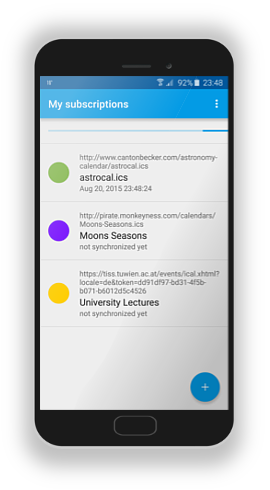 92% 23:48
My subscriptions
http://www.cantonbecker.com/astronomy-
calendar/astrocal.ics
astrocal.ics
Aug 20, 2015 23:48:24
http://pirate.monkeyness.com/calendars/
Moons-Seasons.ics
Moons Seasons
not synchronized yet
https://tiss.tuwien.ac.at/events/ical.xhtml?
locale=de&token=dd91df97-bd31-4f5b-
b071-b6012d5c4526
University Lectures
not synchronized yet